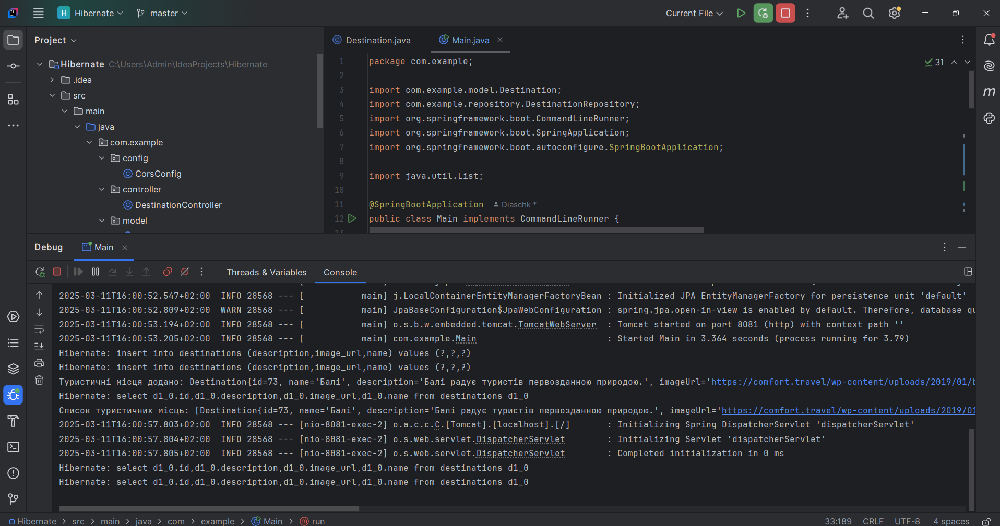 H Hibernate master Current File
Project
Destination.java Main.java
Hibernate C:\Users\Admin\IdeaProjects\Hibernate
.idea
src
main
java
com.example
config
CorsConfig
controller
DestinationController
model
1 package com.example;
2
3 import com.example.model.Destination;
4 import com.example.repository.DestinationRepository;
5 import org.springframework.boot.CommandLineRunner;
6 import org.springframework.boot.SpringApplication;
7 import org.springframework.boot.autoconfigure.SpringBootApplication;
8
9 import java.util.List;
10
11 @SpringBootApplication Diaschk *
12 public class Main implements CommandLineRunner {
13
31
Debug Main
Threads & Variables Console
2025-03-11T16:00:52.547+02:00 INFO 28568 --- [ main] j.LocalContainerEntityManagerFactoryBean : Initialized JPA EntityManagerFactory for persistence unit 'default'
2025-03-11T16:00:52.809+02:00 WARN 28568 --- [ main] JpaBaseConfiguration$JpaWebConfiguration : spring.jpa.open-in-view is enabled by default. Therefore, database qu
2025-03-11T16:00:53.194+02:00 INFO 28568 --- [ main] o.s.b.w.embedded.tomcat.TomcatWebServer : Tomcat started on port 8081 (http) with context path ''
2025-03-11T16:00:53.205+02:00 INFO 28568 --- [ main] com.example.Main : Started Main in 3.364 seconds (process running for 3.79)
Hibernate: insert into destinations (description,image_url,name) values (?,?,?)
Hibernate: insert into destinations (description,image_url,name) values (?,?,?)
Туристичні місця додано: Destination{id=73, name='Балі', description='Балі радує туристів первозданною природою.', imageUrl='https://comfort.travel/wp-content/uploads/2019/01/b
Hibernate: select d1_0.id,d1_0.description,d1_0.image_url,d1_0.name from destinations d1_0
Список туристичних місць: [Destination{id=73, name='Балі', description='Балі радує туристів первозданною природою.', imageUrl='https://comfort.travel/wp-content/uploads/2019/01
2025-03-11T16:00:57.803+02:00 INFO 28568 --- [nio-8081-exec-2] o.a.c.c.C.[Tomcat].[localhost].[/] : Initializing Spring DispatcherServlet 'dispatcherServlet'
2025-03-11T16:00:57.804+02:00 INFO 28568 --- [nio-8081-exec-2] o.s.web.servlet.DispatcherServlet : Initializing Servlet 'dispatcherServlet'
2025-03-11T16:00:57.805+02:00 INFO 28568 --- [nio-8081-exec-2] o.s.web.servlet.DispatcherServlet : Completed initialization in 0 ms
Hibernate: select d1_0.id,d1_0.description,d1_0.image_url,d1_0.name from destinations d1_0
Hibernate: select d1_0.id,d1_0.description,d1_0.image_url,d1_0.name from destinations d1_0
Hibernate > src > main > java > com > example > Main > run 33:189 CRLF UTF-8 4 spaces